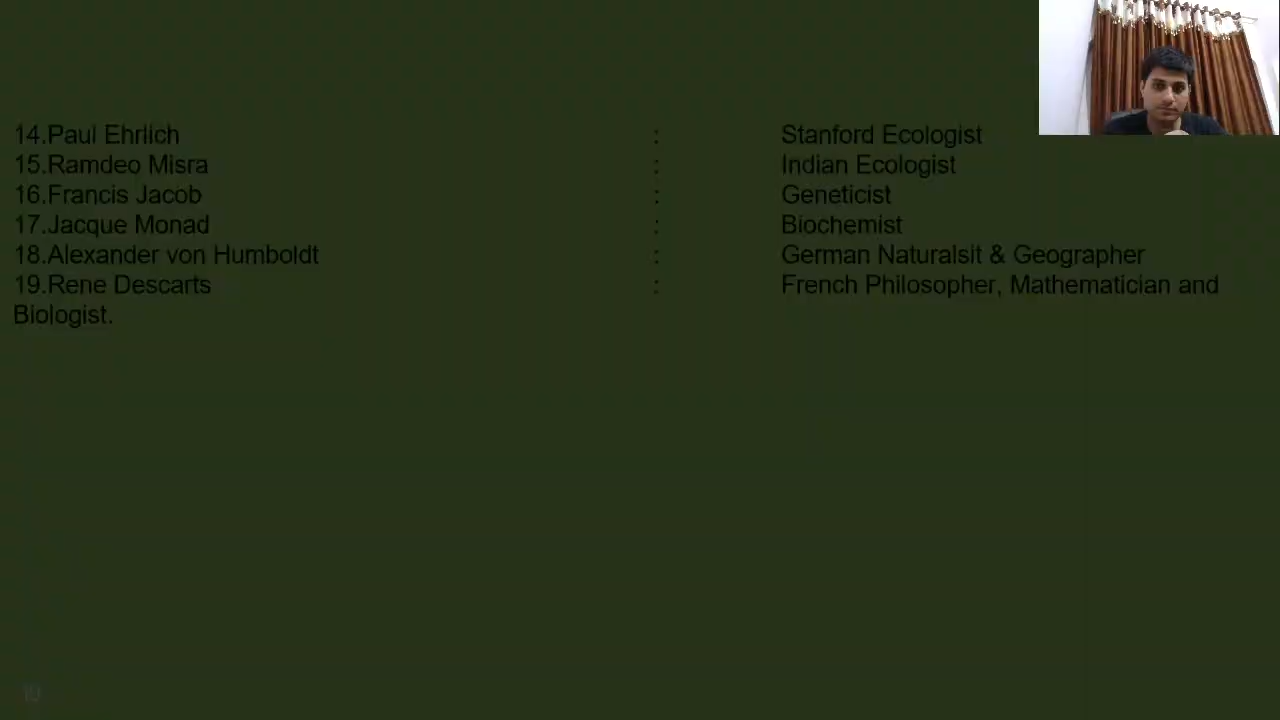 14.Paul Ehrlich : Stanford Ecologist
15.Ramdeo Misra : Indian Ecologist
16.Francis Jacob : Geneticist
17.Jacque Monad : Biochemist
18.Alexander von Humboldt : German Naturalsit & Geographer
19.Rene Descarts : French Philosopher, Mathematician and
Biologist.
10